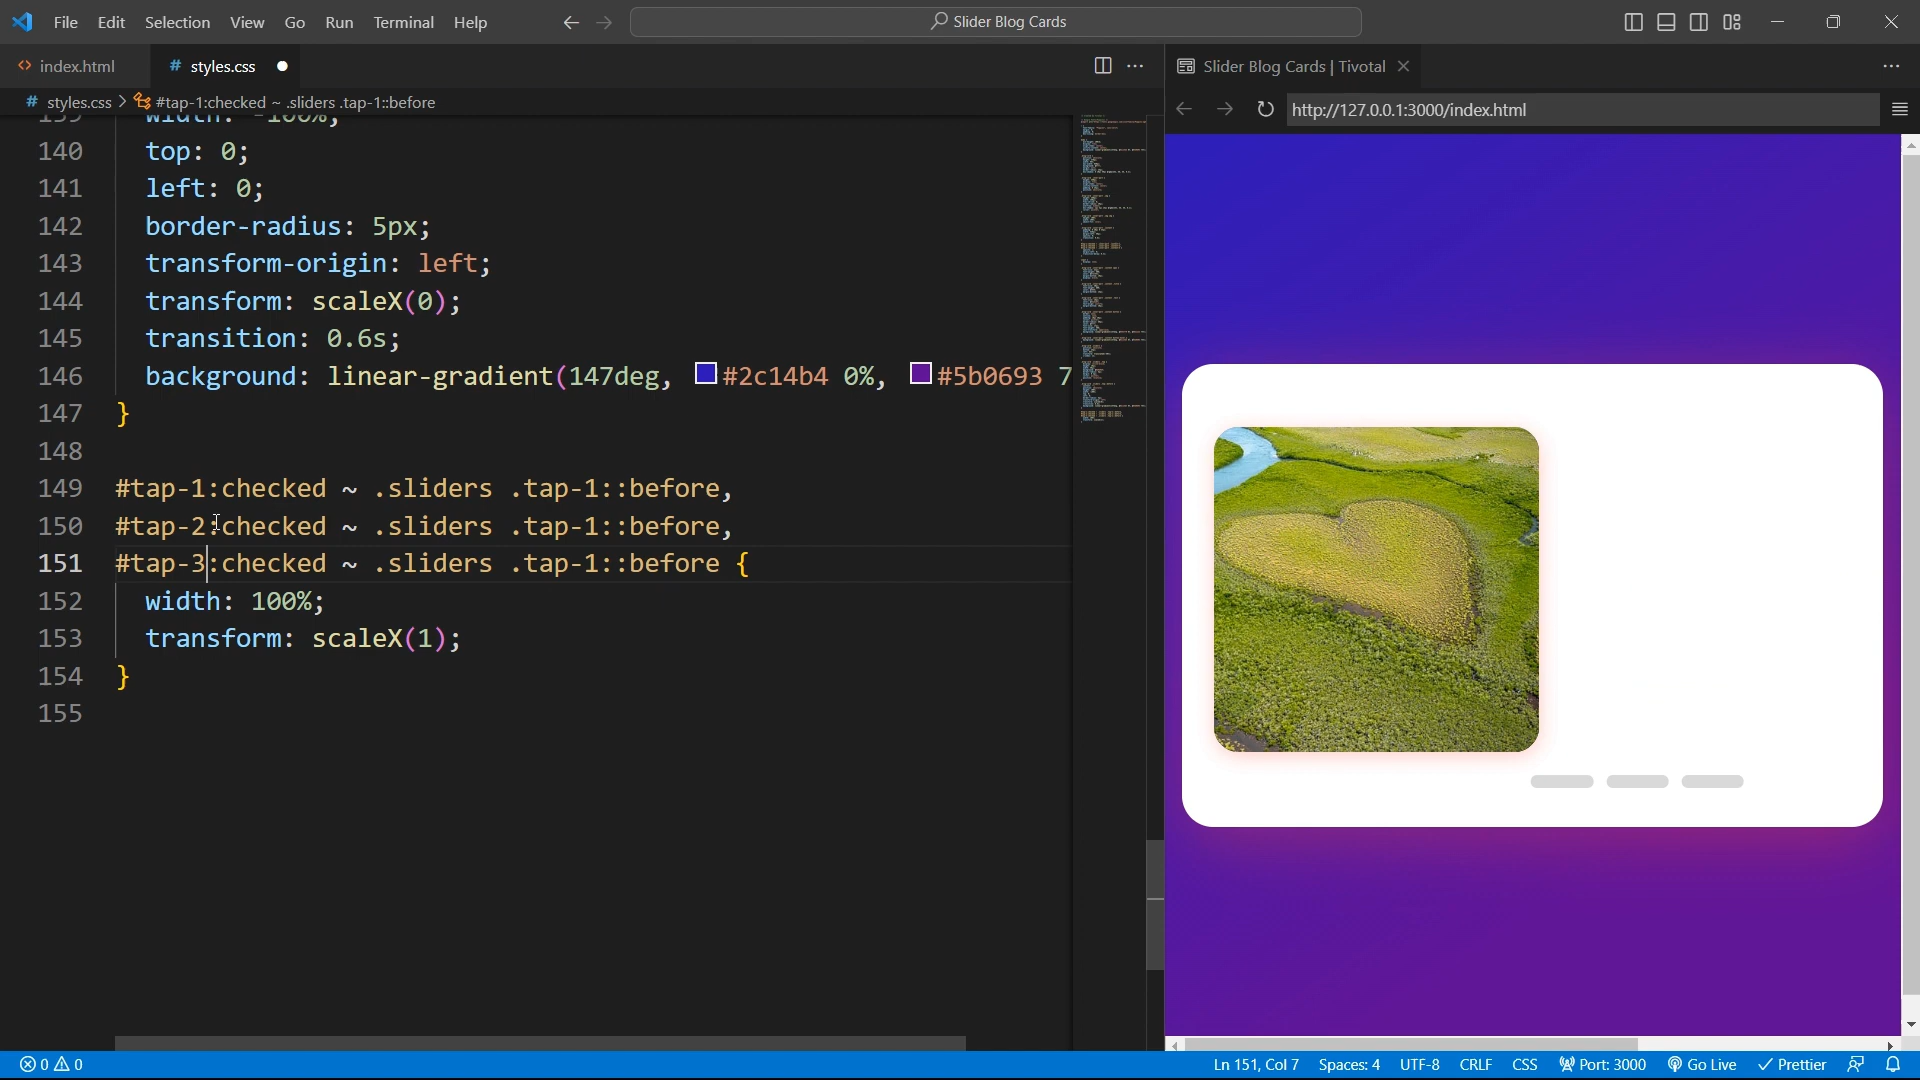 File Edit Selection View Go Run Terminal Help Slider Blog Cards
index.html
# styles.css
Slider Blog Cards | Tivotal
# styles.css > #tap-1:checked ~ .sliders .tap-1::before
http://127.0.0.1:3000/index.html
139 width: -100%;
140 top: 0;
141 left: 0;
142 border-radius: 5px;
143 transform-origin: left;
144 transform: scaleX(0);
145 transition: 0.6s;
146 background: linear-gradient(147deg, #2c14b4 0%, #5b0693 7
147 }
148
149 #tap-1:checked ~ .sliders .tap-1::before,
150 #tap-2:checked ~ .sliders .tap-1::before,
151 #tap-3:checked ~ .sliders .tap-1::before {
152 width: 100%;
153 transform: scaleX(1);
154 }
155
0 0 Ln 151, Col 7 Spaces: 4 UTF-8 CRLF CSS Port: 3000 Go Live Prettier